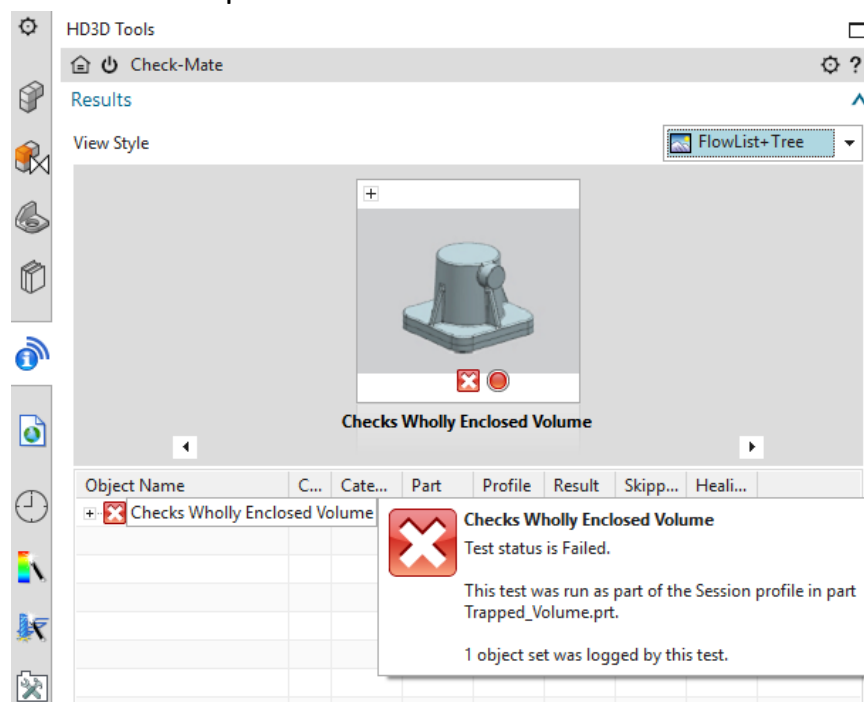 HD3D Tools
Check-Mate
?
Results
View Style
FlowList+Tree
Checks Wholly Enclosed Volume
Object Name C... Cate... Part Profile Result Skipp... Heali...
Checks Wholly Enclosed Volume
Checks Wholly Enclosed Volume
Test status is Failed.
This test was run as part of the Session profile in part
Trapped_Volume.prt.
1 object set was logged by this test.